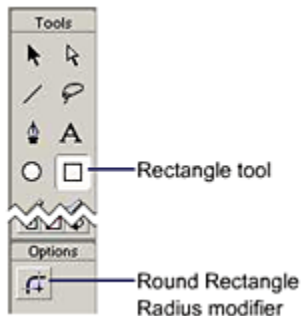 Tools
A
Rectangle tool
Options
Round Rectangle
Radius modifier